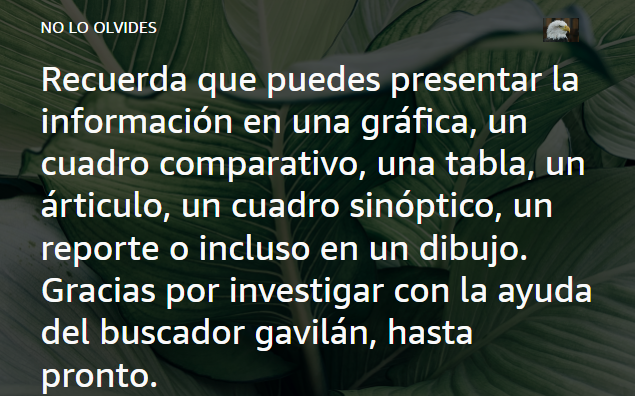 NO LO OLVIDES
Recuerda que puedes presentar la
información en una gráfica, un
cuadro comparativo, una tabla, un
árticulo, un cuadro sinóptico, un
reporte o incluso en un dibujo.
Gracias por investigar con la ayuda
del buscador gavilán, hasta
pronto.